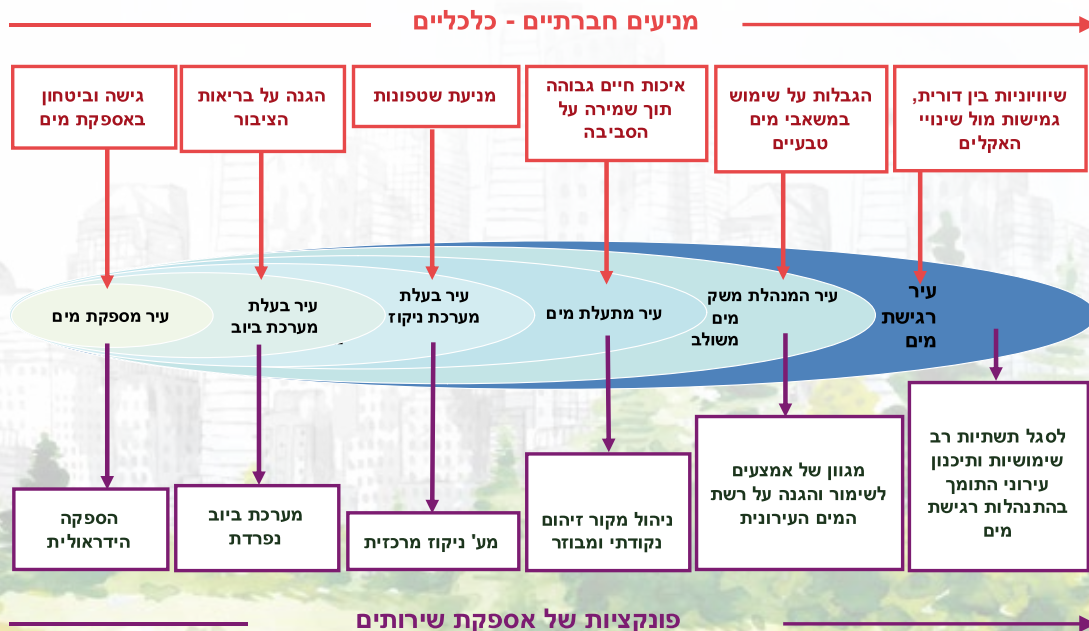 מניעים חברתיים - כלכליים
גישה וביטחון
באספקת מים
הגנה על בריאות
הציבור
מניעת שטפונות
איכות חיים גבוהה
תוך שמירה על
הסביבה
הגבלות על שימוש
במשאבי מים
טבעיים
שיוויוניות בין דורית,
גמישות מול שינויי
האקלים
עיר מספקת מים
עיר בעלת
מערכת ביוב
עיר בעלת
מערכת ניקוז
עיר מתעלת מים
עיר המנהלת משק
מים
משולב
עיר
רגישת
מים
הספקה
הידראולית
מערכת ביוב
נפרדת
מע' ניקוז מרכזית
ניהול מקור זיהום
נקודתי ומבוזר
מגוון של אמצעים
לשימור והגנה על רשת
המים העירונית
לסגל תשתיות רב
שימושיות ותיכנון
עירוני התומך
בהתנהלות רגישת
מים
פונקציות של אספקת שירותים